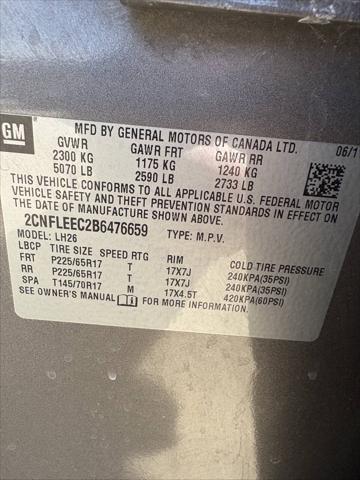 GM
MFD BY GENERAL MOTORS OF CANADA LTD. 06/1
GVWR GAWR FRT GAWR RR
2300 KG 1175 KG 1240 KG
5070 LB 2590 LB 2733 LB
THIS VEHICLE CONFORMS TO ALL APPLICABLE U.S. FEDERAL MOTOR
VEHICLE SAFETY AND THEFT PREVENTION STANDARDS IN EFFECT ON
THE DATE OF MANUFACTURE SHOWN ABOVE.
2CNFLEEC2B6476659 TYPE: M.P.V.
MODEL: LH26
LBCP TIRE SIZE SPEED RTG RIM COLD TIRE PRESSURE
FRT P225/65R17 T 17X7J 240KPA(35PSI)
RR P225/65R17 T 17X7J 240KPA(35PSI)
SPA T145/70R17 M 17X4.5T 420KPA(60PSI)
SEE OWNER'S MANUAL i FOR MORE INFORMATION.